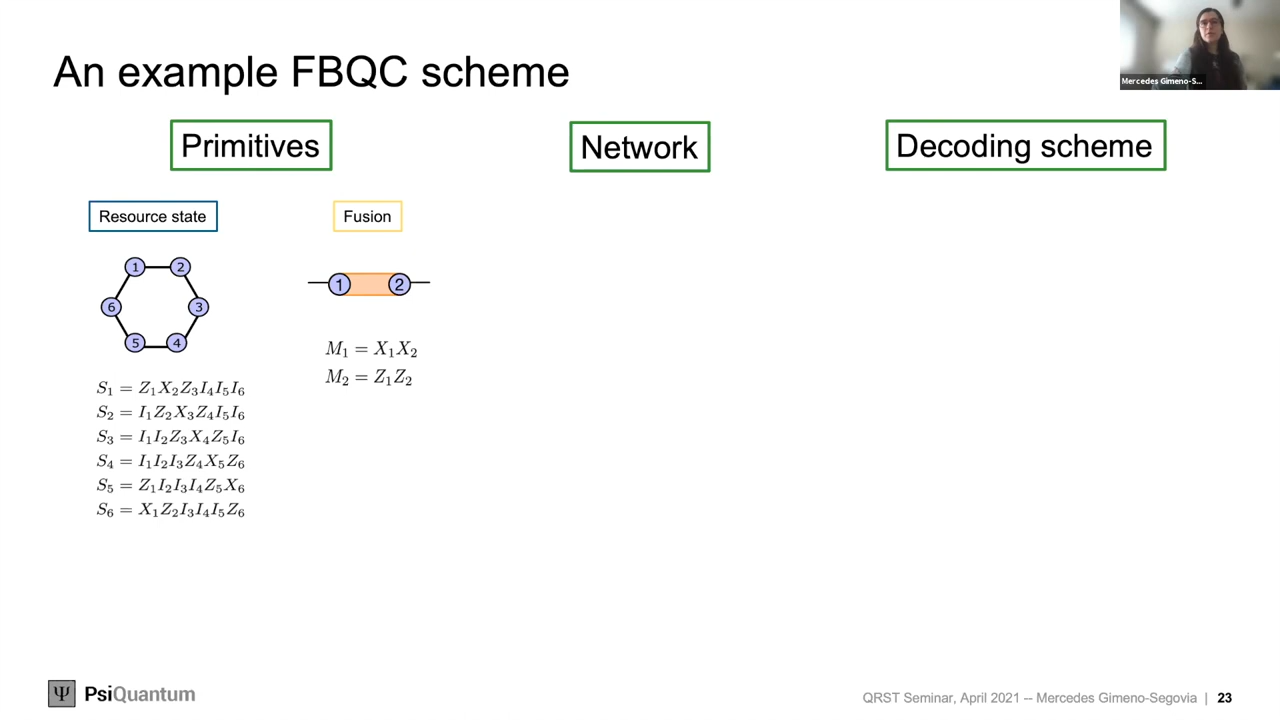 An example FBQC scheme
Mercedes Gimeno-S...
Primitives
Network
Decoding scheme
Resource state
Fusion
1
2
6
3
5
4
1
2
M₁ = X₁X₂
M₂ = Z₁Z₂
S₁ = Z₁X₂Z₃I₄I₅I₆
S₂ = I₁Z₂X₃Z₄I₅I₆
S₃ = I₁I₂Z₃X₄Z₅I₆
S₄ = I₁I₂I₃Z₄X₅Z₆
S₅ = Z₁I₂I₃I₄Z₅X₆
S₆ = X₁Z₂I₃I₄I₅Z₆
Ψ PsiQuantum
QRST Seminar, April 2021 -- Mercedes Gimeno-Segovia | 23